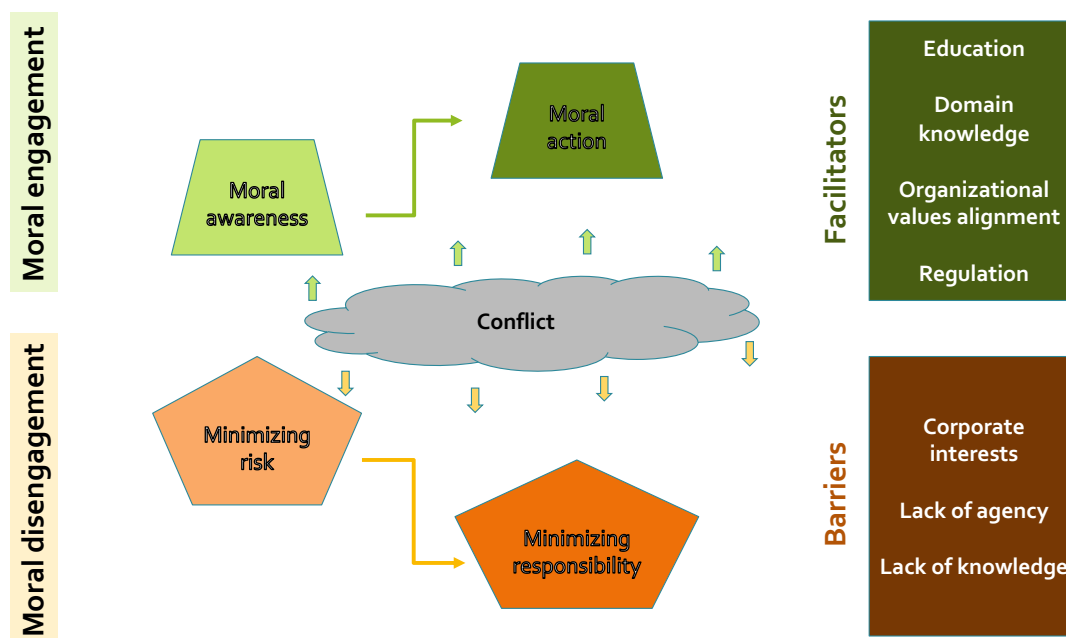 Moral engagement
Moral
awareness
Moral
action
Conflict
Facilitators
Education
Domain
knowledge
Organizational
values alignment
Regulation
Moral disengagement
Minimizing
risk
Minimizing
responsibility
Barriers
Corporate
interests
Lack of agency
Lack of knowledge